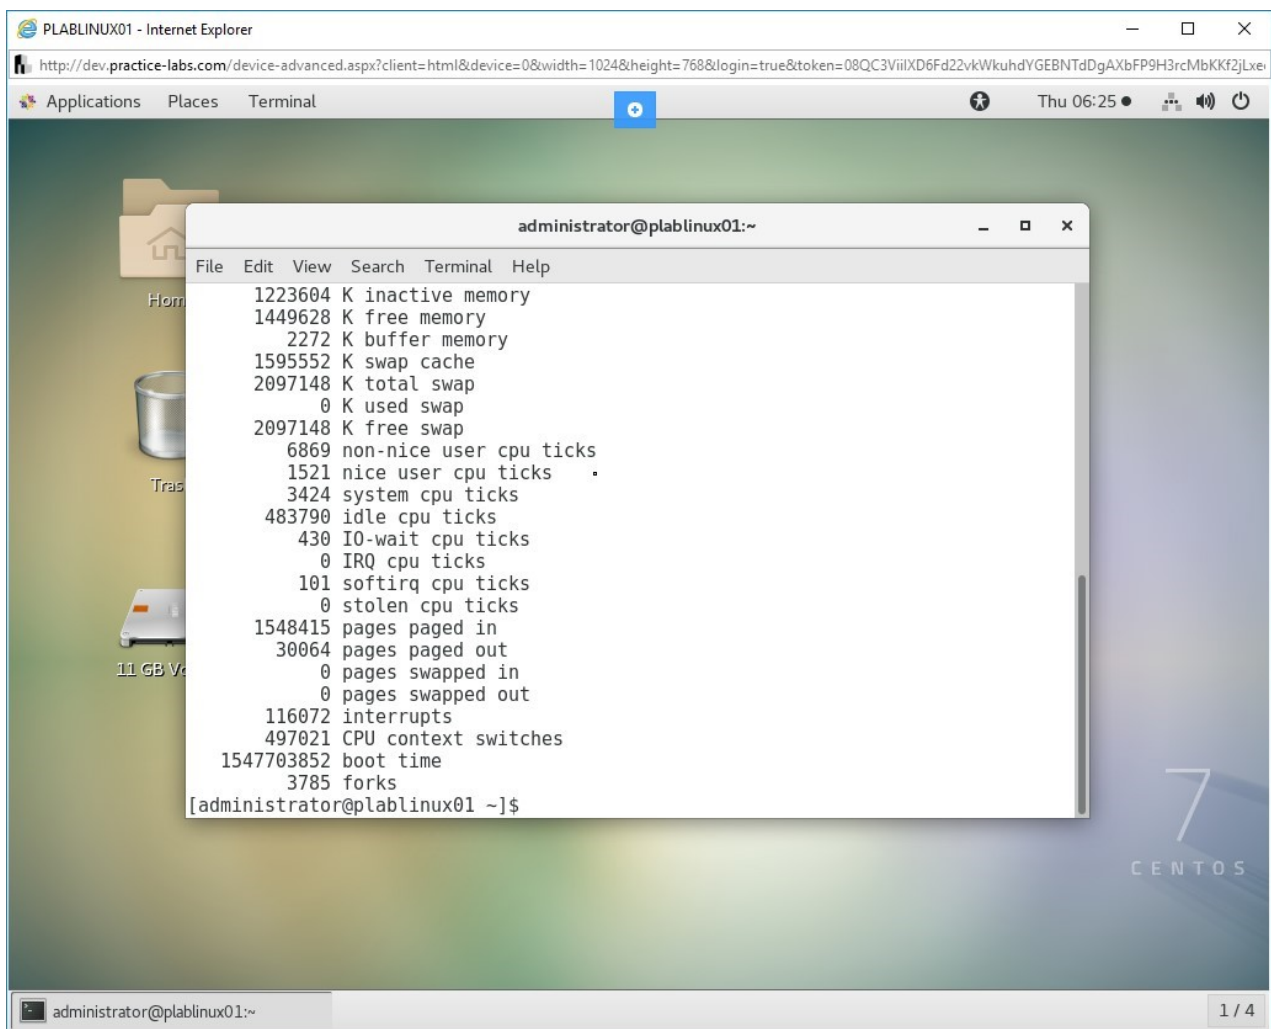 PLABLINUX01 - Internet Explorer
http://dev.practice-labs.com/device-advanced.aspx?client=html&device=0&width=1024&height=768&login=true&token=08QC3ViilXD6Fd22vkWkuhdYGEBNTdDgAXbFP9H3rcMbKKf2jLxe
Applications Places Terminal Thu 06:25
administrator@plablinux01:~
File Edit View Search Terminal Help
1223604 K inactive memory
Hom
1449628 K free memory
2272 K buffer memory
1595552 K swap cache
2097148 K total swap
0 K used swap
2097148 K free swap
6869 non-nice user cpu ticks
1521 nice user cpu ticks
Tras
3424 system cpu ticks
483790 idle cpu ticks
430 IO-wait cpu ticks
0 IRQ cpu ticks
101 softirq cpu ticks
0 stolen cpu ticks
1548415 pages paged in
30064 pages paged out
11 GB Vo
0 pages swapped in
0 pages swapped out
116072 interrupts
497021 CPU context switches
1547703852 boot time
3785 forks
[administrator@plablinux01 ~]$
7
CENTOS
administrator@plablinux01:~
1 / 4